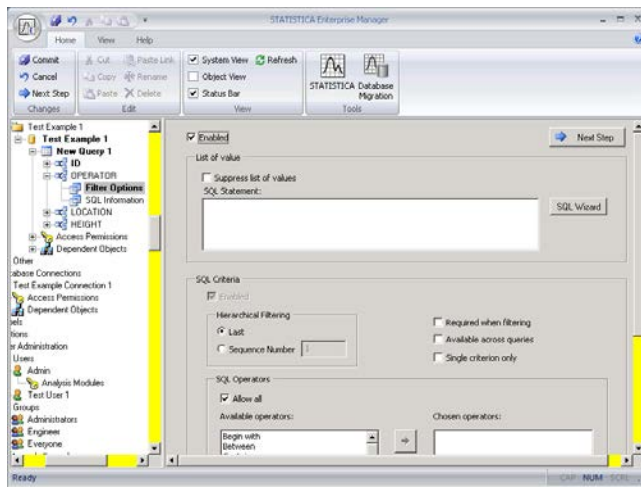 STATISTICA Enterprise Manager
Home View Help
Commit
Cancel
Next Step
Changes
Cut
Copy
Paste
Paste Link
Rename
Delete
Edit
System View
Object View
Status Bar
Refresh
View
STATISTICA
Database Migration
Tools
Test Example 1
Test Example 1
New Query 1
ID
OPERATOR
Filter Options
SQL Information
LOCATION
HEIGHT
Access Permissions
Dependent Objects
Other
abase Connections
Test Example Connection 1
Access Permissions
Dependent Objects
els
tions
er Administration
Users
Admin
Analysis Modules
Test User 1
Groups
Administrators
Engineer
Everyone
Enabled
Next Step
List of value
Suppress list of values
SQL Statement:
SQL Wizard
SQL Criteria
Enabled
Hierarchical Filtering
Last
Sequence Number 1
Required when filtering
Available across queries
Single criterion only
SQL Operators
Allow all
Available operators:
Chosen operators:
Begin with
Between
Ready
CAP NUM SCRL